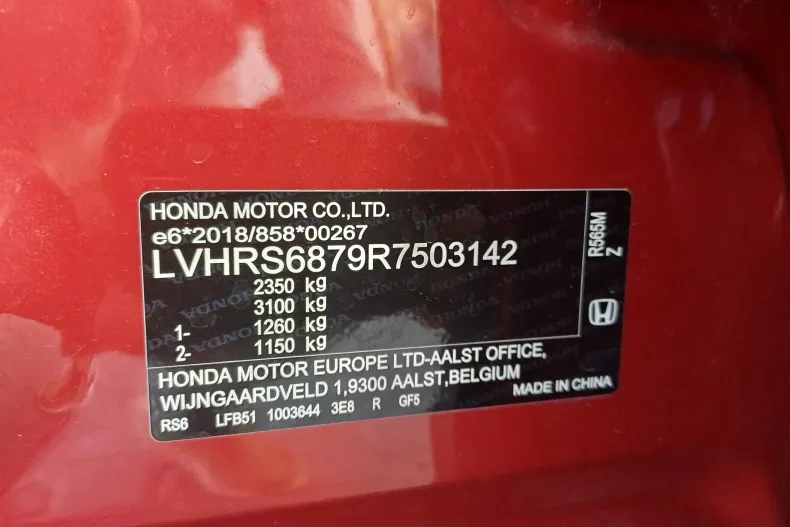 HONDA MOTOR CO.,LTD.
e6*2018/858*00267
LVHRS6879R7503142
2350 kg
3100 kg
1- 1260 kg
2- 1150 kg
HONDA MOTOR EUROPE LTD-AALST OFFICE,
WIJNGAARDVELD 1,9300 AALST,BELGIUM
MADE IN CHINA
RS6 LFB51 1003644 3E8 R GF5
R565M
Z